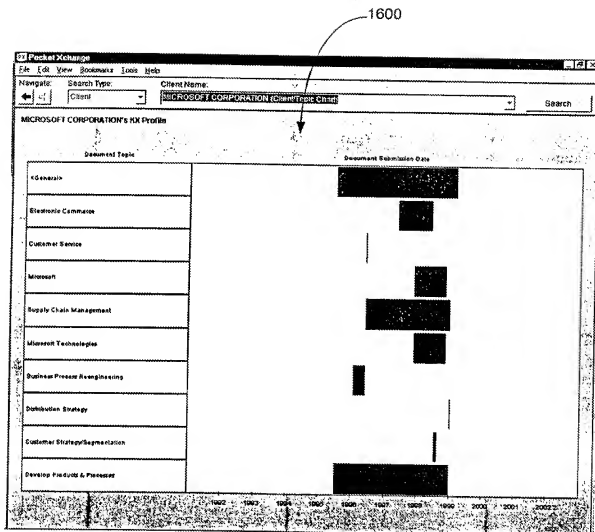 1600
Pocket Xchange
File Edit View Bookmarks Tools Help
Navigate: Search Type: Client Name:
Client MICROSOFT CORPORATION (Client/Topic Chart) Search
MICROSOFT CORPORATION's KX Profile
Document Topic Document Submission Date
<General>
Electronic Commerce
Customer Service
Microsoft
Supply Chain Management
Microsoft Technologies
Business Process Reengineering
Distribution Strategy
Customer Strategy/Segmentation
Develop Products & Processes
1992 1993 1994 1995 1996 1997 1998 1999 2000 2001 2002